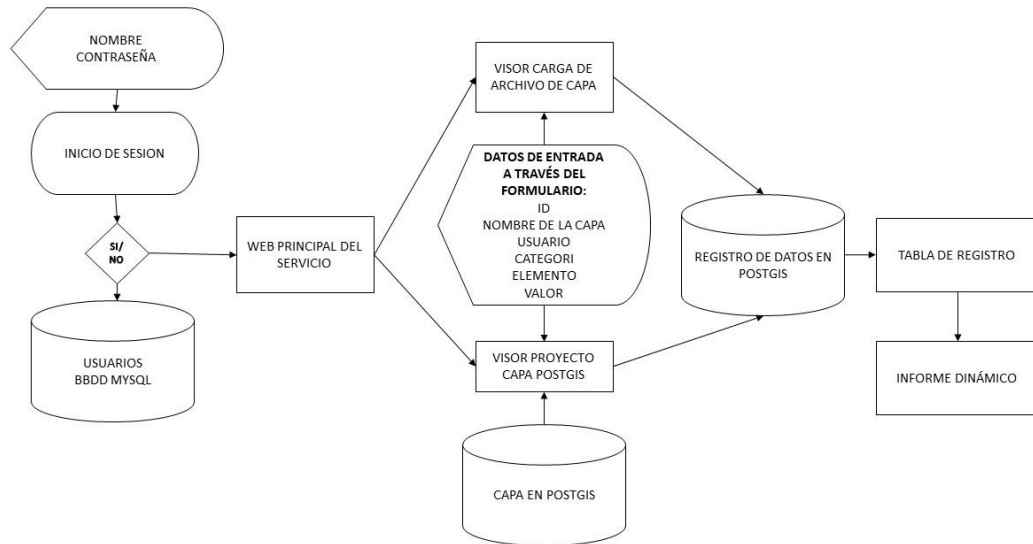 NOMBRE
CONTRASEÑA
INICIO DE SESION
SI/
NO
USUARIOS
BBDD MYSQL
WEB PRINCIPAL DEL
SERVICIO
VISOR CARGA DE
ARCHIVO DE CAPA
DATOS DE ENTRADA
A TRAVÉS DEL
FORMULARIO:
ID
NOMBRE DE LA CAPA
USUARIO
CATEGORI
ELEMENTO
VALOR
VISOR PROYECTO
CAPA POSTGIS
CAPA EN POSTGIS
REGISTRO DE DATOS EN
POSTGIS
TABLA DE REGISTRO
INFORME DINÁMICO